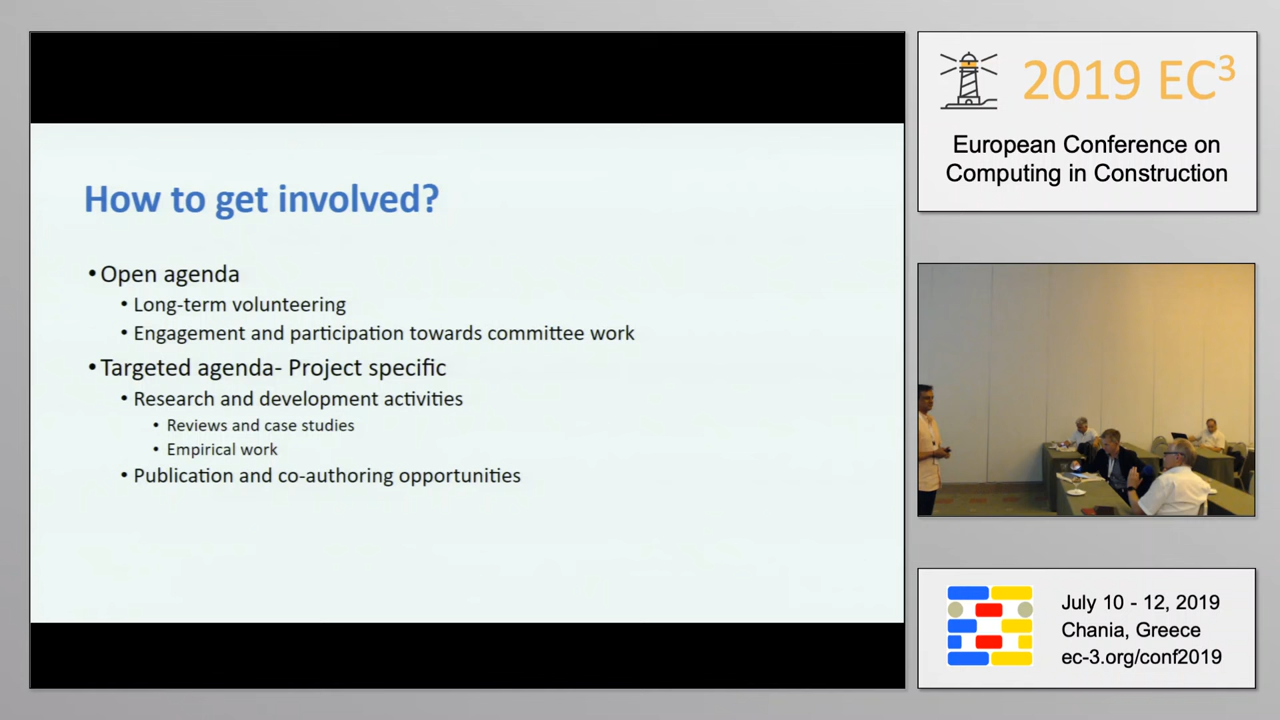 How to get involved?
• Open agenda
• Long-term volunteering
• Engagement and participation towards committee work
• Targeted agenda- Project specific
• Research and development activities
• Reviews and case studies
• Empirical work
• Publication and co-authoring opportunities
2019 EC³
European Conference on
Computing in Construction
July 10 - 12, 2019
Chania, Greece
ec-3.org/conf2019